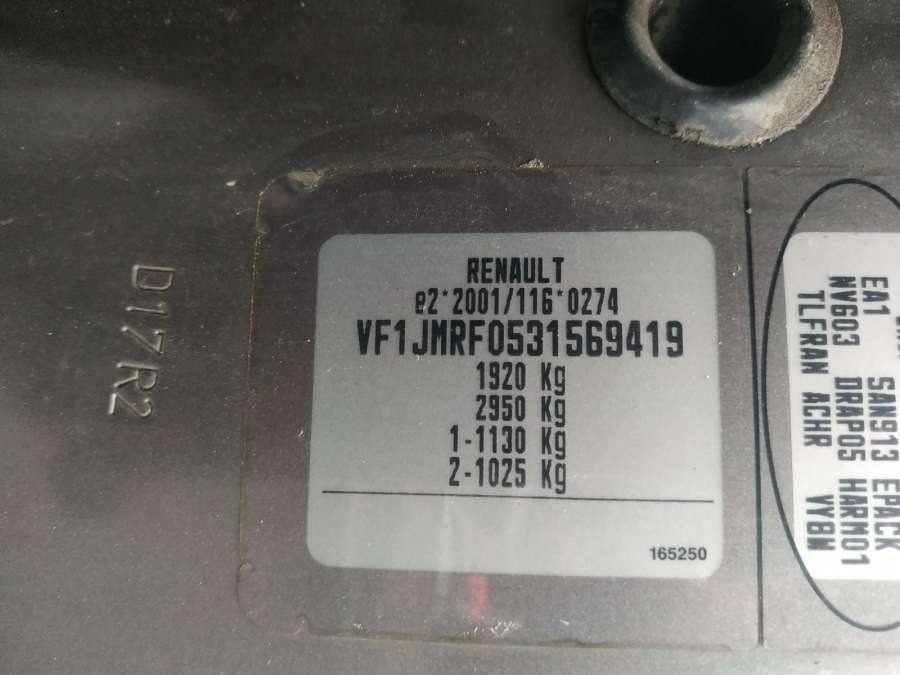 RENAULT
e2*2001/116*0274
VF1JMRF0531569419
1920 Kg
2950 Kg
1-1130 Kg
2-1025 Kg
165250
D17R2
EA1 SAN913 EPACK
NV603 DRAP05 HARM01
TLFRAN ACHR VYBN